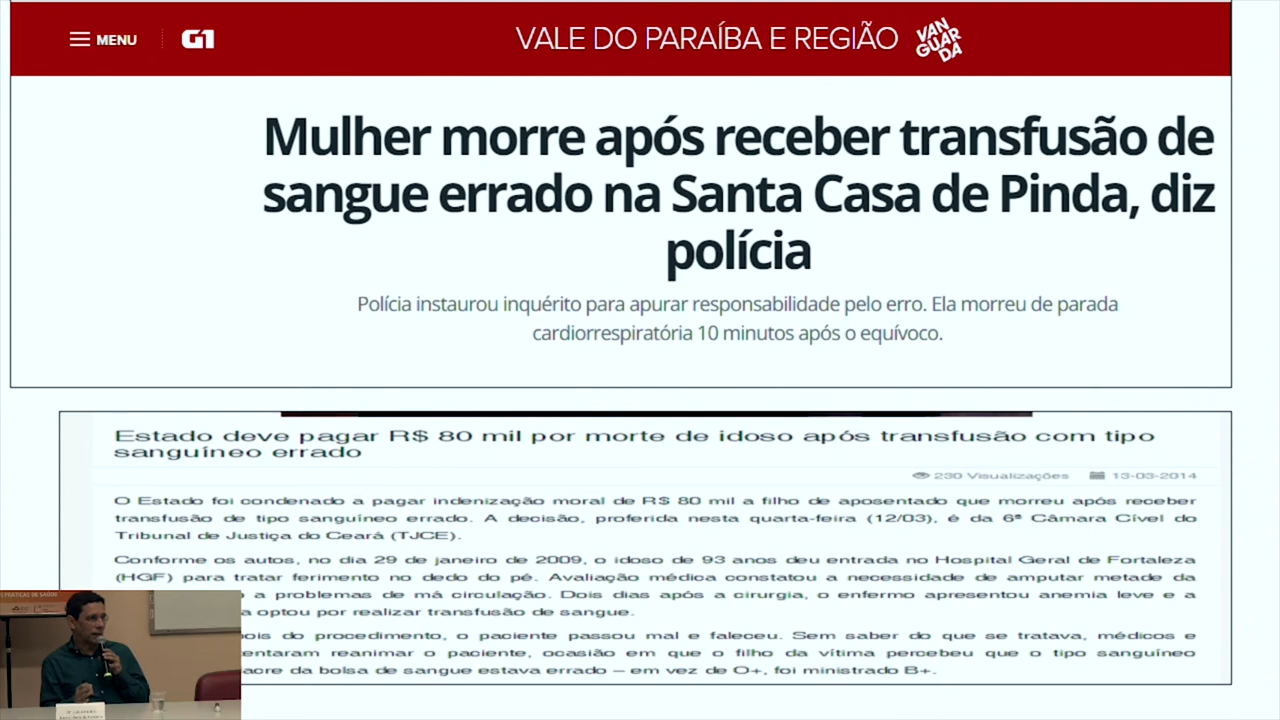 MENU
G1
VALE DO PARAÍBA E REGIÃO
VAN
GUAR
DA
Mulher morre após receber transfusão de
sangue errado na Santa Casa de Pinda, diz
polícia
Polícia instaurou inquérito para apurar responsabilidade pelo erro. Ela morreu de parada
cardiorrespiratória 10 minutos após o equívoco.
Estado deve pagar R$ 80 mil por morte de idoso após transfusão com tipo
sanguíneo errado
230 Visualizações 13-03-2014
O Estado foi condenado a pagar indenização moral de R$ 80 mil a filho de aposentado que morreu após receber
transfusão de tipo sanguíneo errado. A decisão, proferida nesta quarta-feira (12/03), é da 6ª Câmara Cível do
Tribunal de Justiça do Ceará (TJCE).
Conforme os autos, no dia 29 de janeiro de 2009, o idoso de 93 anos deu entrada no Hospital Geral de Fortaleza
(HGF) para tratar ferimento no dedo do pé. Avaliação médica constatou a necessidade de amputar metade da
o a problemas de má circulação. Dois dias após a cirurgia, o enfermo apresentou anemia leve e a
a optou por realizar transfusão de sangue.
ois do procedimento, o paciente passou mal e faleceu. Sem saber do que se tratava, médicos e
entaram reanimar o paciente, ocasião em que o filho da vítima percebeu que o tipo sanguíneo
acre da bolsa de sangue estava errado – em vez de O+, foi ministrado B+.
PRÁTICAS DE SAÚDE